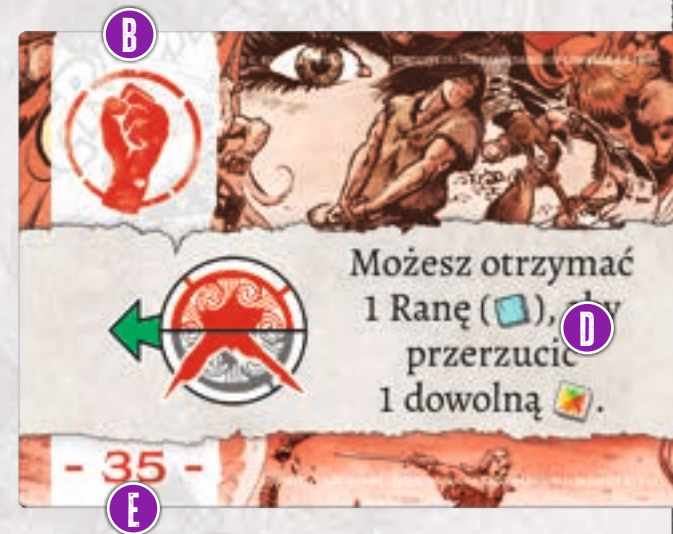 B
Możesz otrzymać
1 Ranę ( ), aby
D
przerzucić
1 dowolną .
- 35 -
E